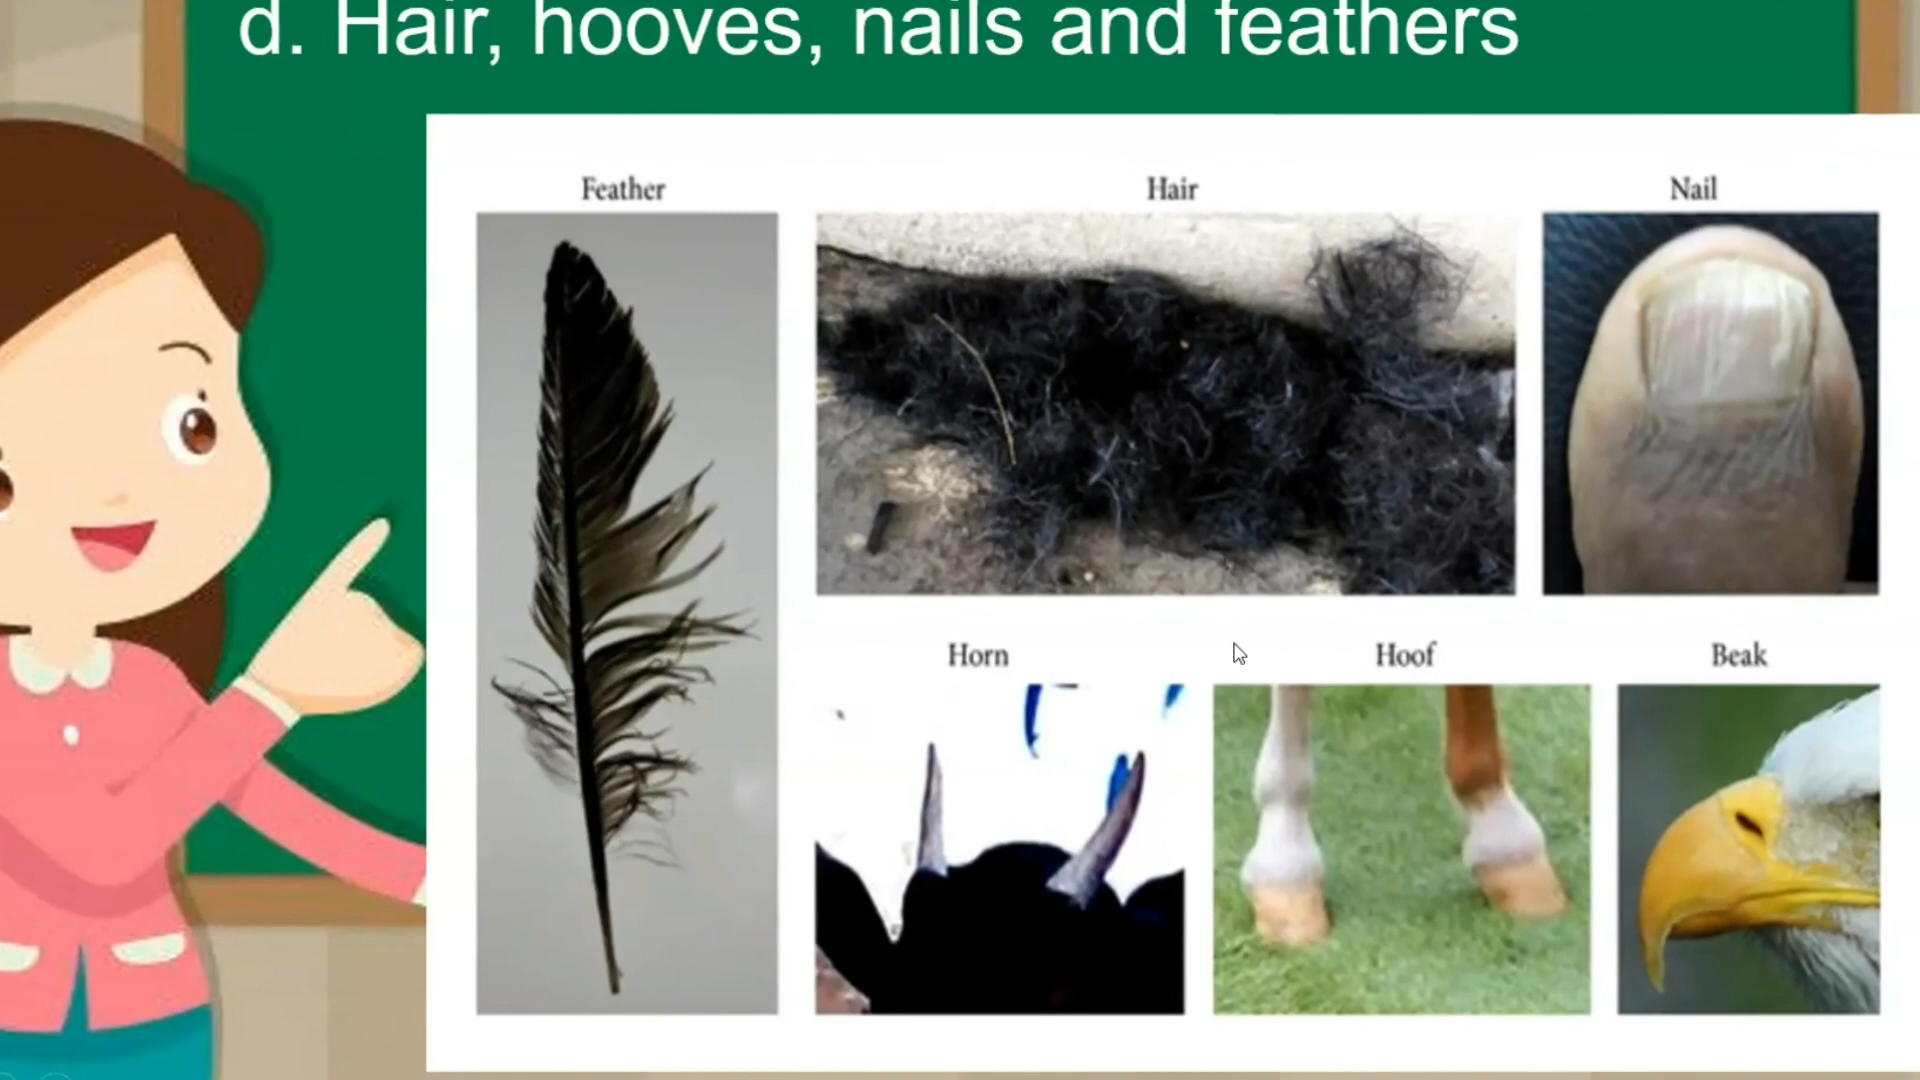 d. Hair, hooves, nails and feathers
Feather
Hair
Nail
Horn
Hoof
Beak